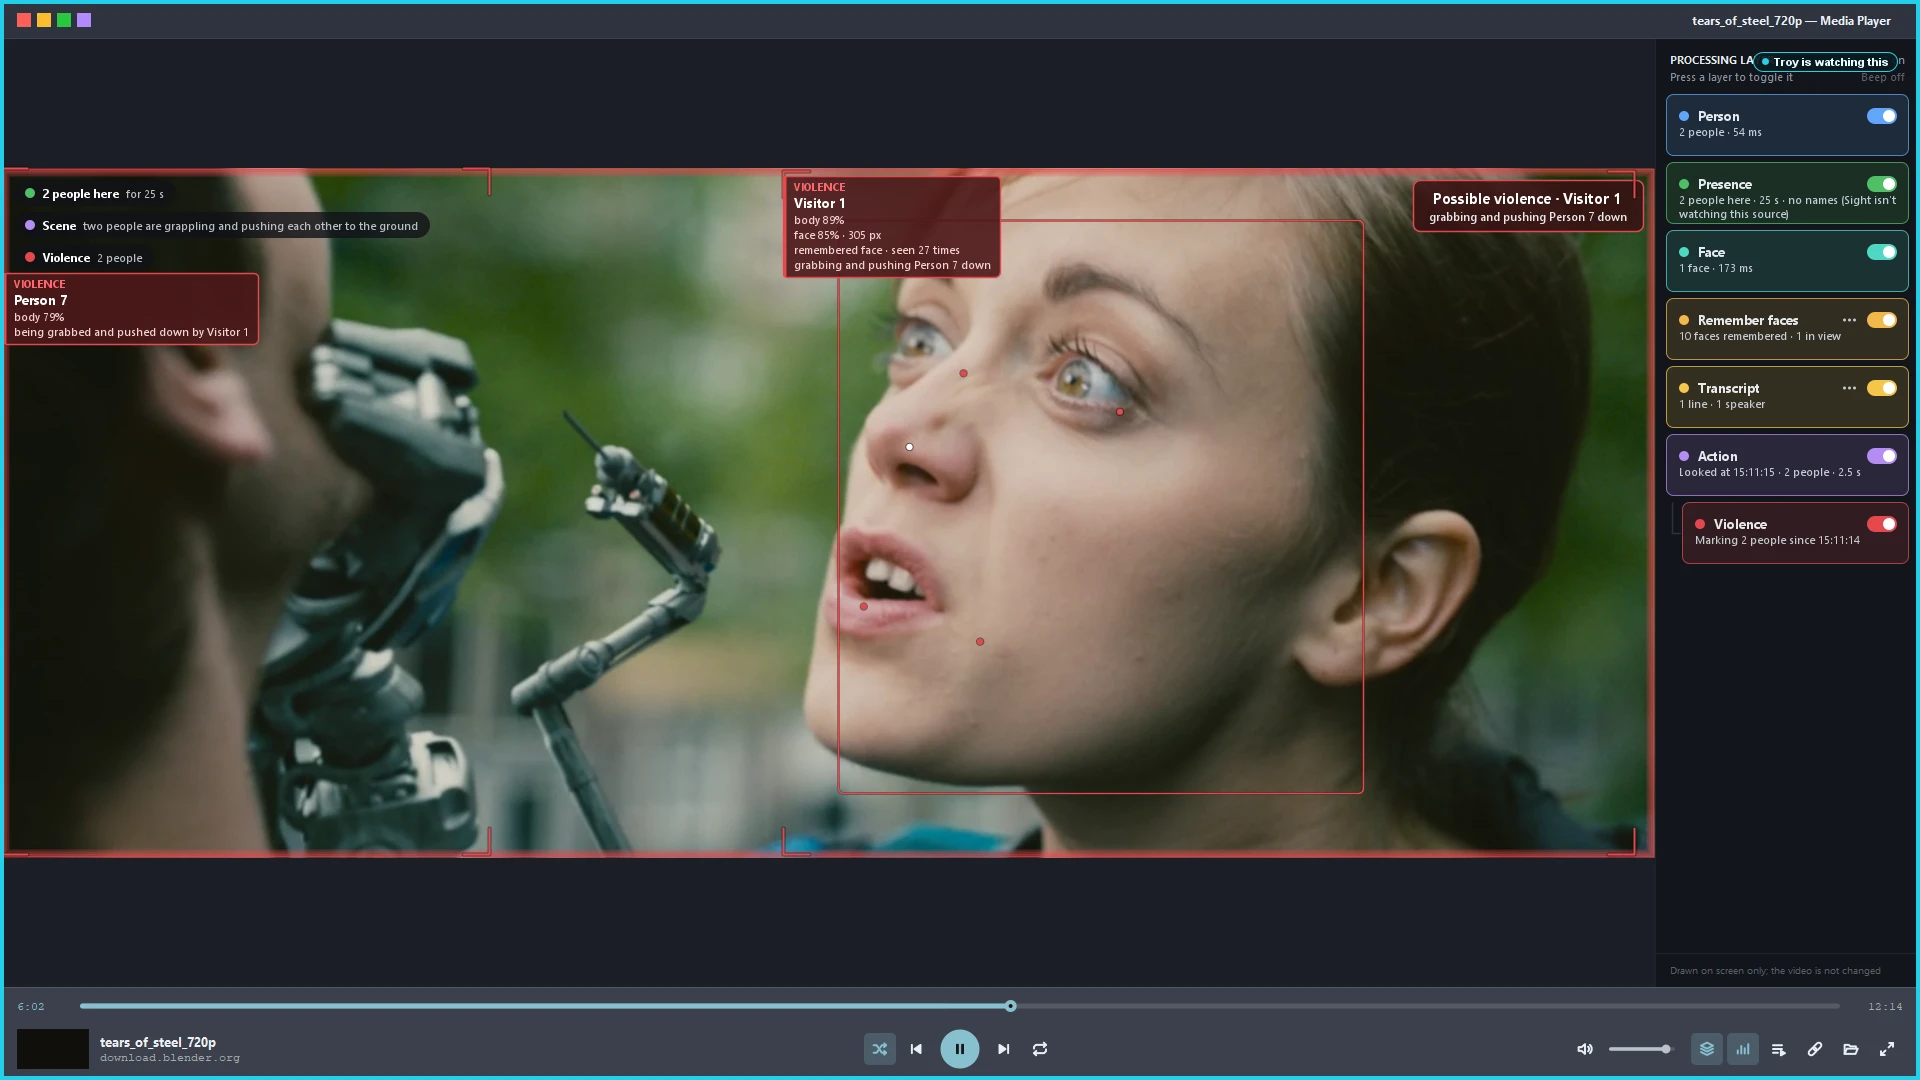 tears_of_steel_720p — Media Player
PROCESSING LA
Troy is watching this
n
Press a layer to toggle it
Beep off
Person
2 people · 54 ms
Presence
2 people here · 25 s · no names (Sight isn't
watching this source)
Face
1 face · 173 ms
Remember faces
10 faces remembered · 1 in view
Transcript
1 line · 1 speaker
Action
Looked at 15:11:15 · 2 people · 2.5 s
Violence
Marking 2 people since 15:11:14
2 people here for 25 s
Scene two people are grappling and pushing each other to the ground
Violence 2 people
VIOLENCE
Person 7
body 79%
being grabbed and pushed down by Visitor 1
VIOLENCE
Visitor 1
body 89%
face 85% · 305 px
remembered face · seen 27 times
grabbing and pushing Person 7 down
Possible violence · Visitor 1
grabbing and pushing Person 7 down
Drawn on screen only; the video is not changed
6:02
12:14
tears_of_steel_720p
download.blender.org